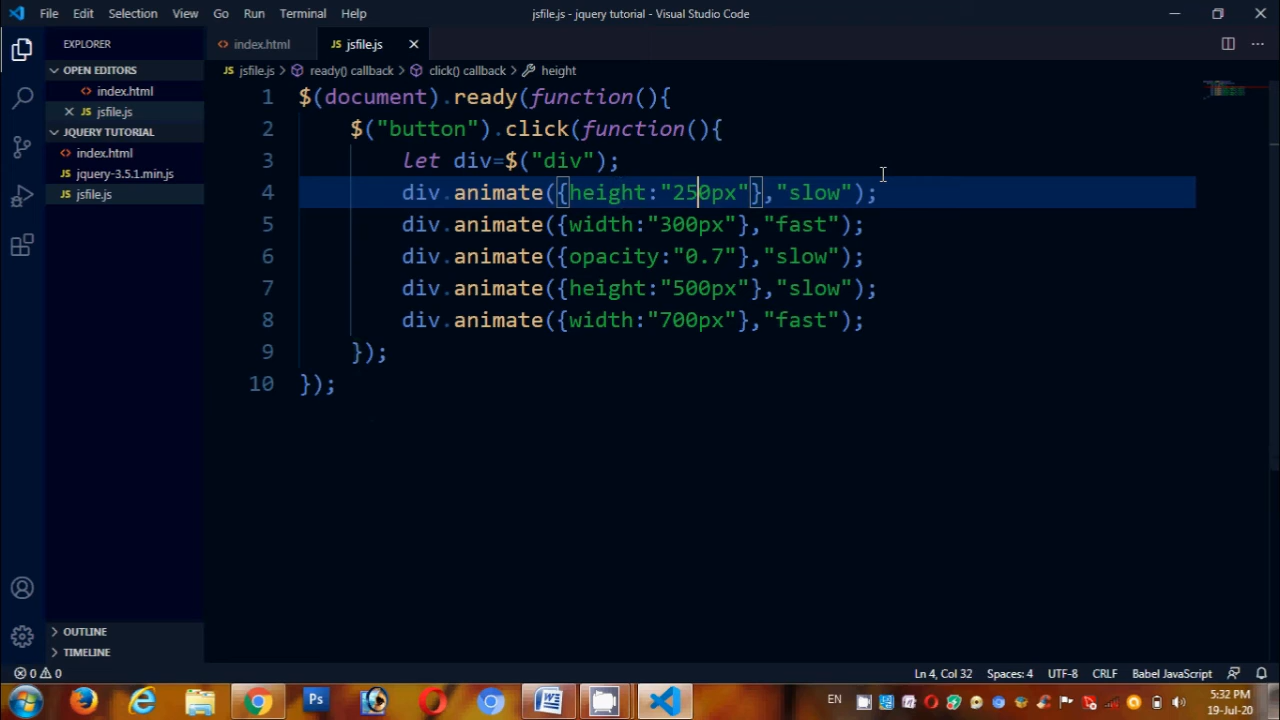 File Edit Selection View Go Run Terminal Help jsfile.js - jquery tutorial - Visual Studio Code
EXPLORER
OPEN EDITORS
index.html
jsfile.js
JQUERY TUTORIAL
index.html
jquery-3.5.1.min.js
jsfile.js
OUTLINE
TIMELINE
index.html JS jsfile.js
JS jsfile.js > ready() callback > click() callback > height
1 $(document).ready(function(){
2 $("button").click(function(){
3 let div=$("div");
4 div.animate({height:"250px"},"slow");
5 div.animate({width:"300px"},"fast");
6 div.animate({opacity:"0.7"},"slow");
7 div.animate({height:"500px"},"slow");
8 div.animate({width:"700px"},"fast");
9 });
10 });
0 0 Ln 4, Col 32 Spaces: 4 UTF-8 CRLF Babel JavaScript
Ps W EN 5:32 PM
19-Jul-20